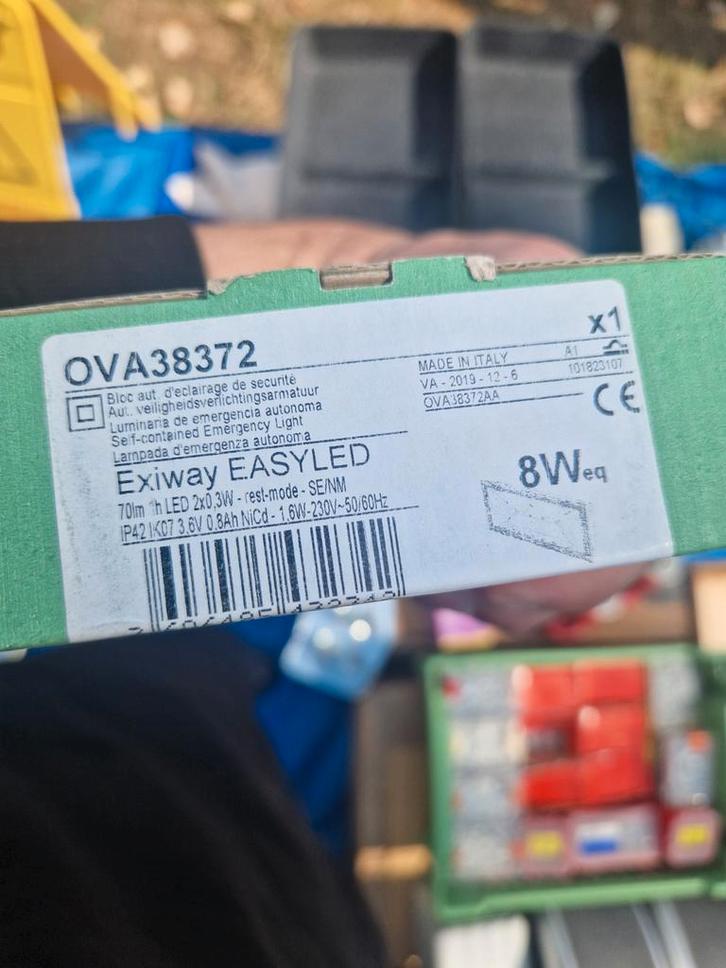 OVA38372
x1
Bloc aut. d'eclairage de securité
Aut. veiligheidsverlichtingsarmatuur
Luminaria de emergencia autonoma
Self-contained Emergency Light
Lampada d'emergenza autonoma
MADE IN ITALY A1
VA - 2019 - 12 - 6 101823107
OVA38372AA
CE
Exiway EASYLED
8Weq
70lm 1h LED 2x0,3W - rest-mode - SE/NM
IP42 IK07 3,6V 0,8Ah NiCd - 1,6W-230V~50/60Hz